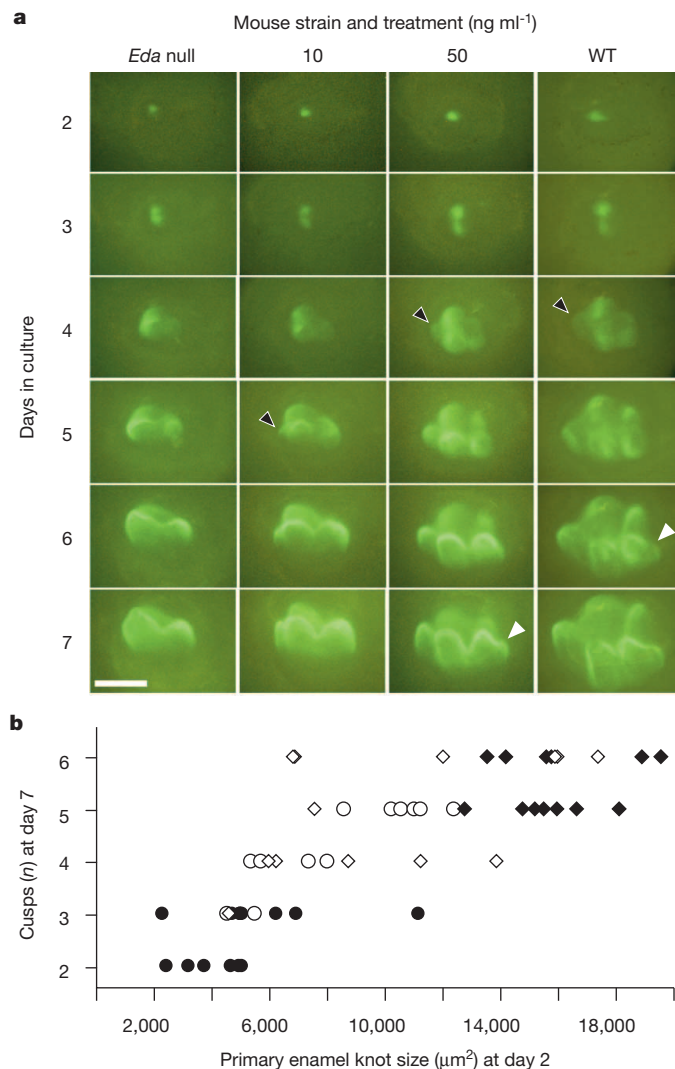 a
Mouse strain and treatment (ng ml⁻¹)
Eda null 10 50 WT
Days in culture
2
3
4
5
6
7
b
Cusps (n) at day 7
6
5
4
3
2
2,000 6,000 10,000 14,000 18,000
Primary enamel knot size (μm²) at day 2